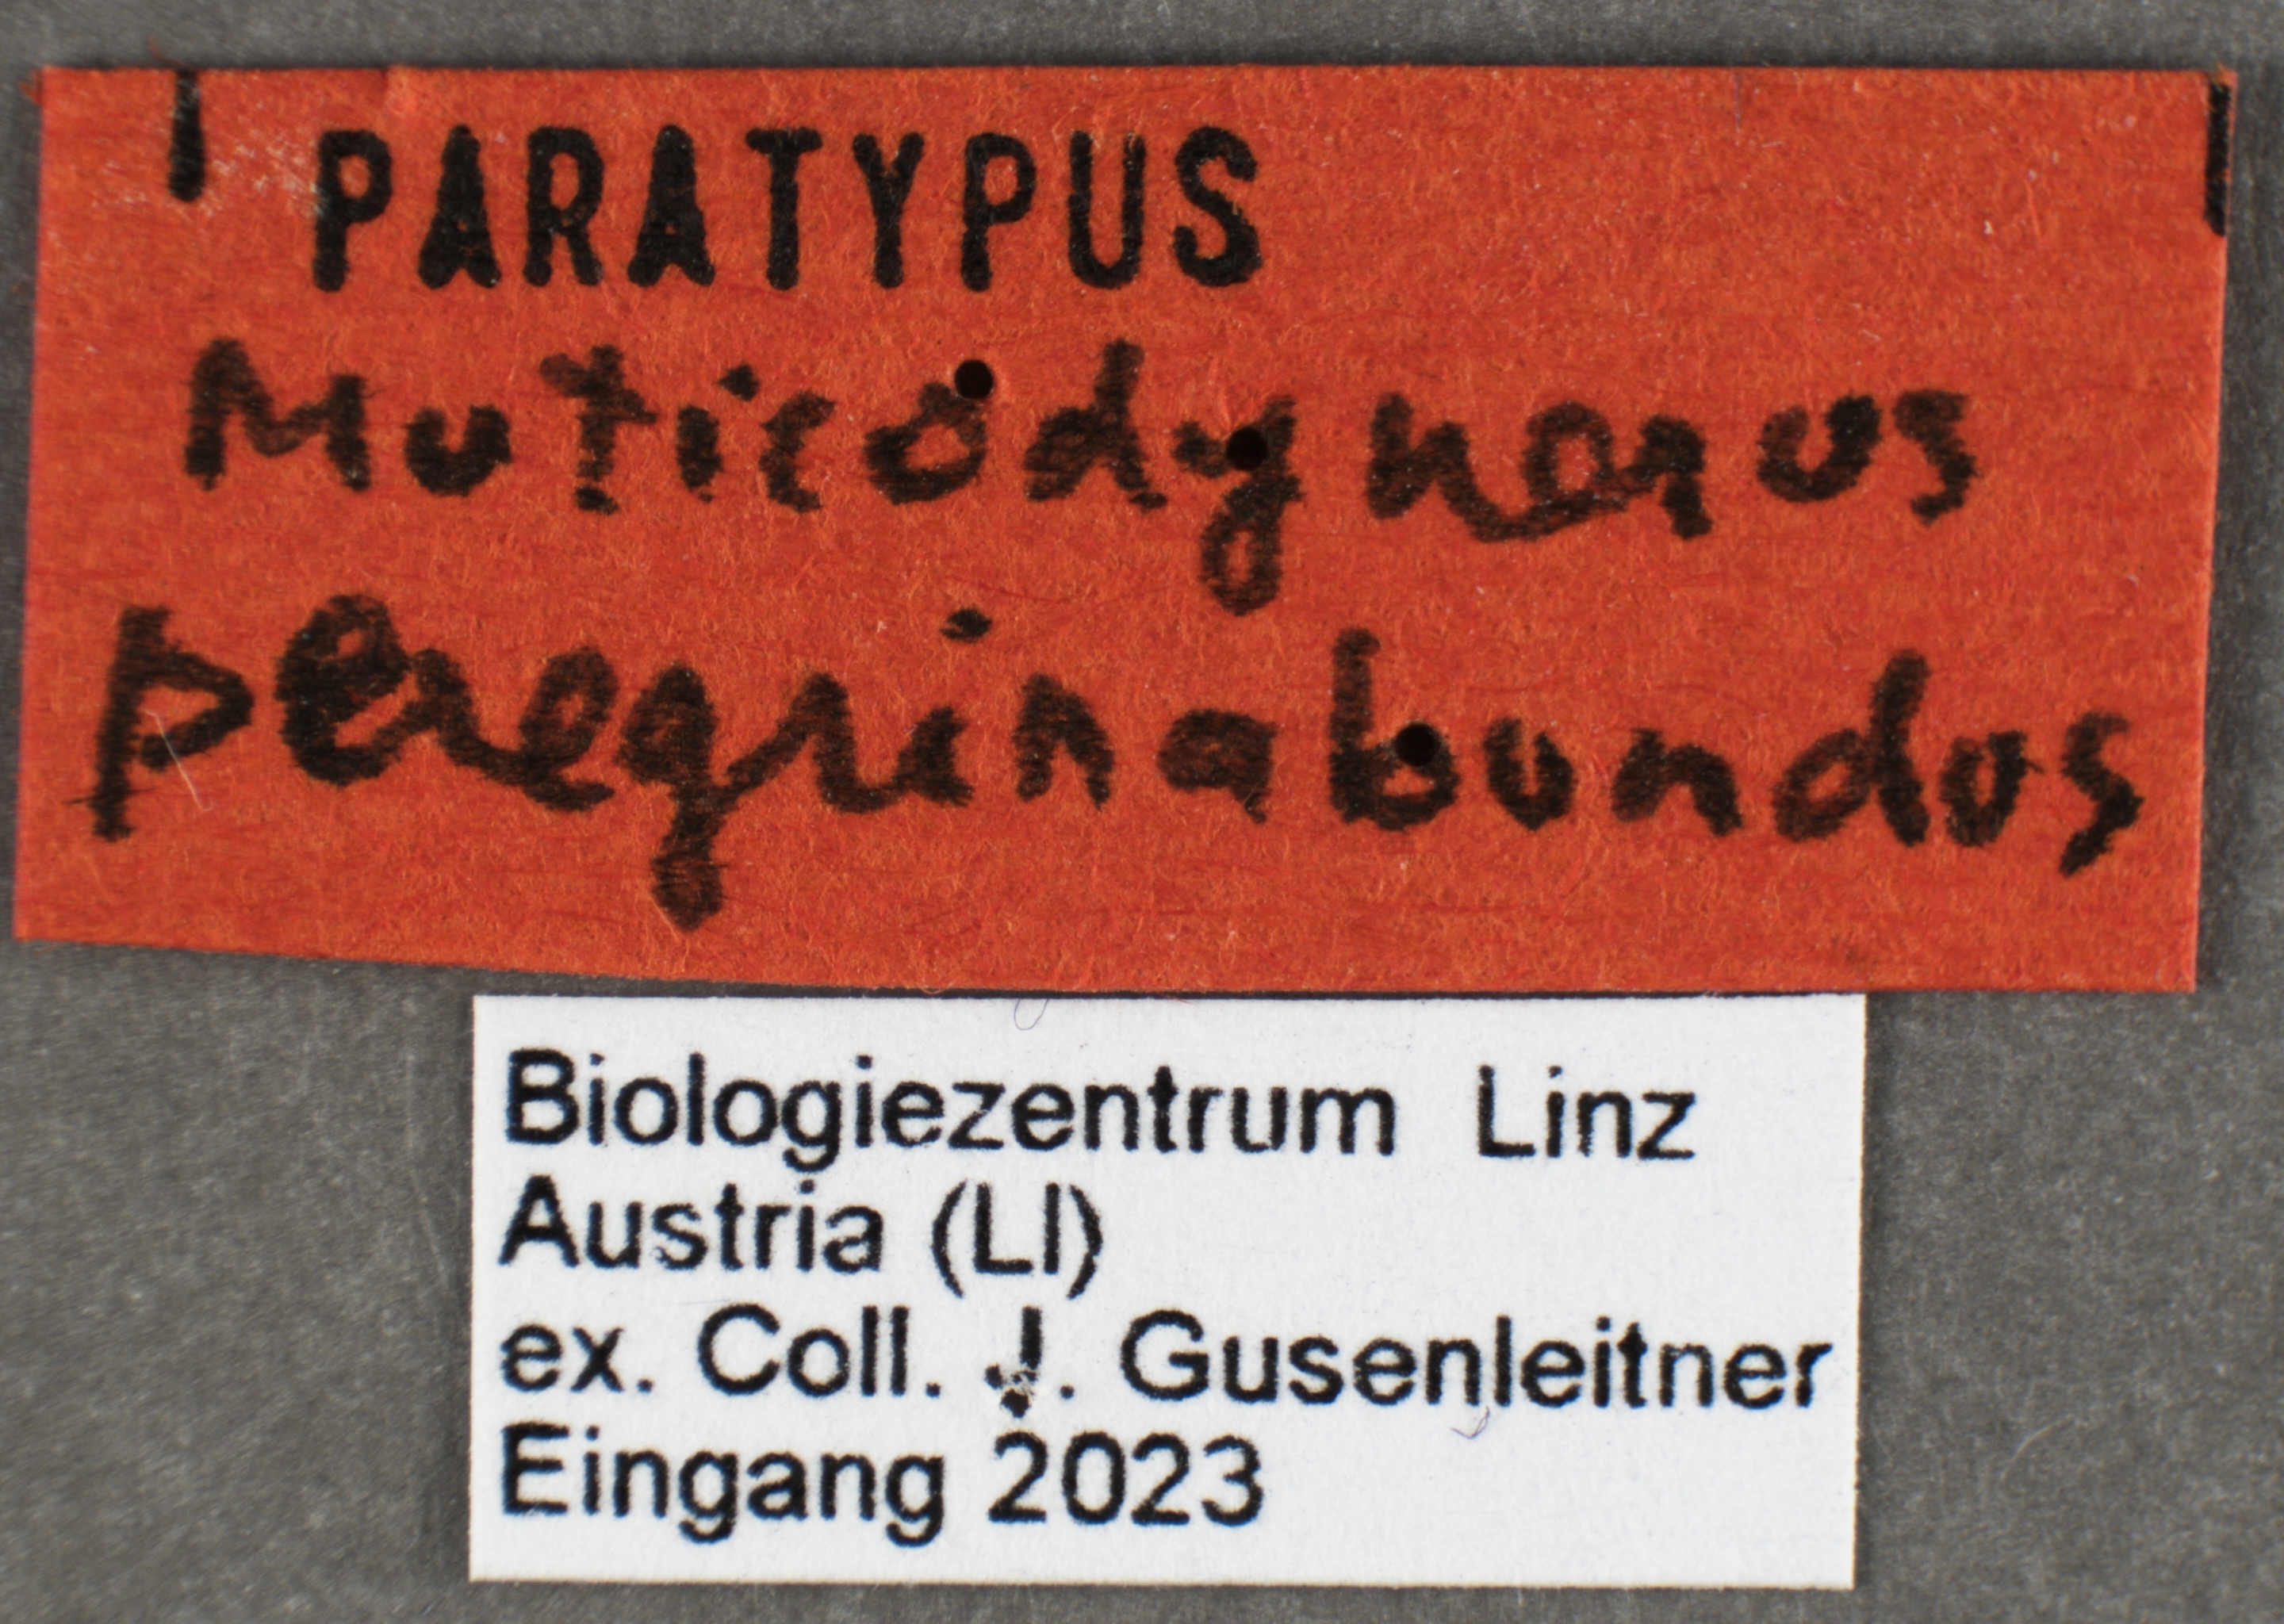 PARATYPUS
Muticodynerus
peregrinabundus
Biologiezentrum Linz
Austria (LI)
ex. Coll. J. Gusenleitner
Eingang 2023